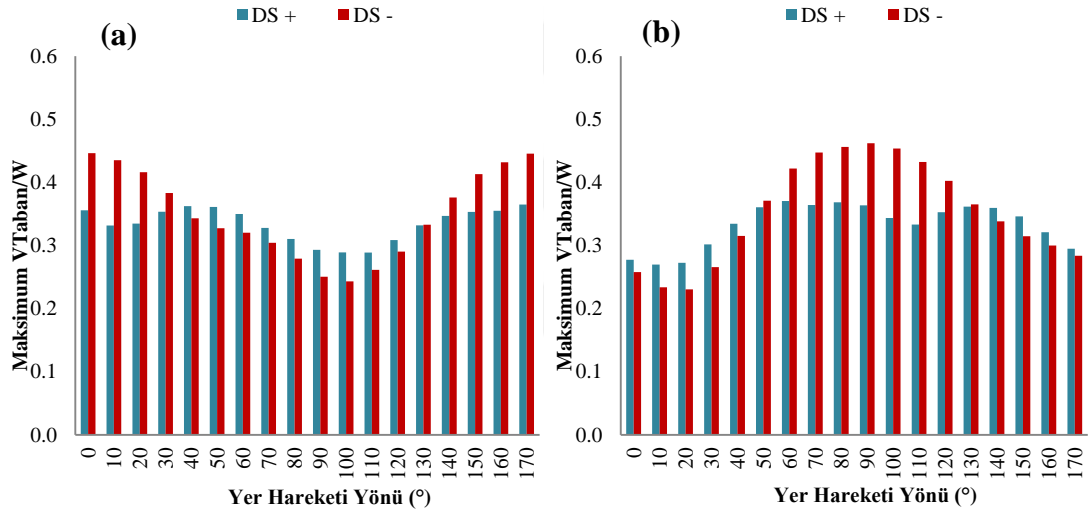 DS + DS -
(a)
0.6
0.5
0.4
0.3
0.2
0.1
0.0
Maksimum VTaban/W
0 10 20 30 40 50 60 70 80 90 100 110 120 130 140 150 160 170
Yer Hareketi Yönü (°)
DS + DS -
(b)
0.6
0.5
0.4
0.3
0.2
0.1
0.0
Maksimum VTaban/W
0 10 20 30 40 50 60 70 80 90 100 110 120 130 140 150 160 170
Yer Hareketi Yönü (°)